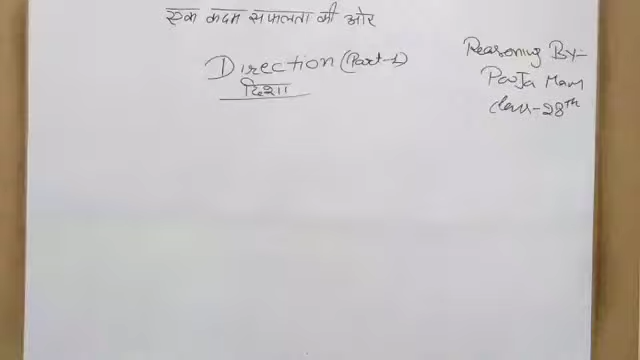 एक कदम सफलता की ओर
Direction (Part-1)
दिशा
Reasoning By-
Pooja Mam
Class-28th